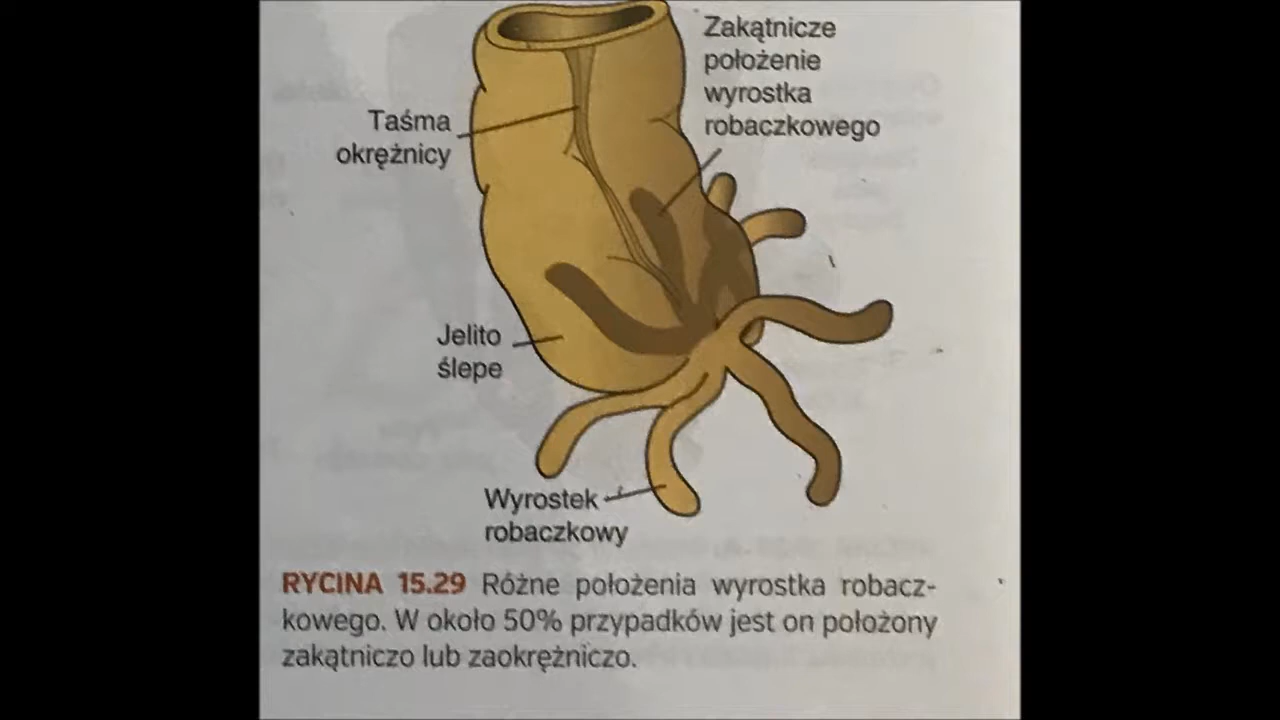 Zakątnicze
położenie
wyrostka
robaczkowego
Taśma
okrężnicy
Jelito
ślepe
Wyrostek
robaczkowy
RYCINA 15.29 Różne położenia wyrostka robacz-
kowego. W około 50% przypadków jest on położony
zakątniczo lub zaokrężniczo.